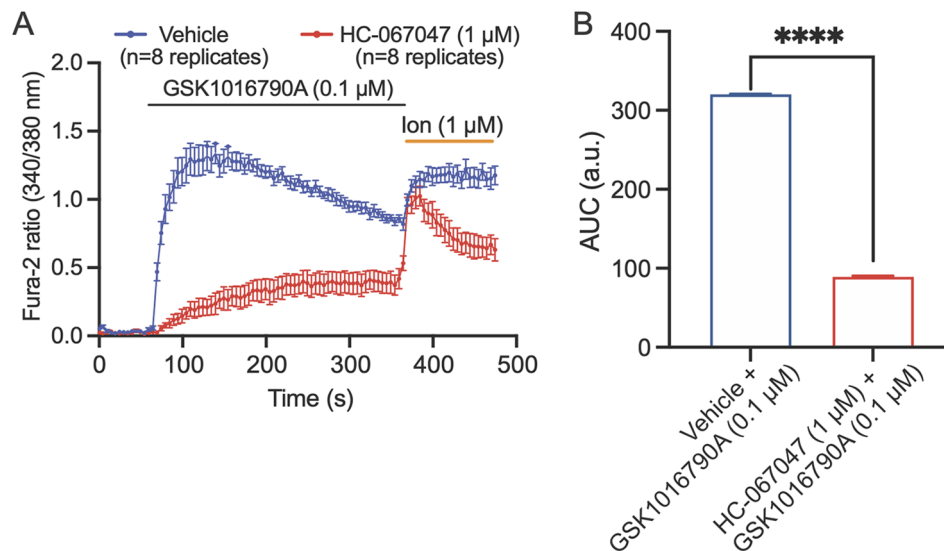 A
Vehicle
(n=8 replicates)
HC-067047 (1 µM)
(n=8 replicates)
GSK1016790A (0.1 µM)
Ion (1 µM)
Fura-2 ratio (340/380 nm)
2.0
1.5
1.0
0.5
0.0
0
100
200
300
400
500
Time (s)
B
****
AUC (a.u.)
400
300
200
100
0
Vehicle +
GSK1016790A (0.1 µM)
HC-067047 (1 µM) +
GSK1016790A (0.1 µM)